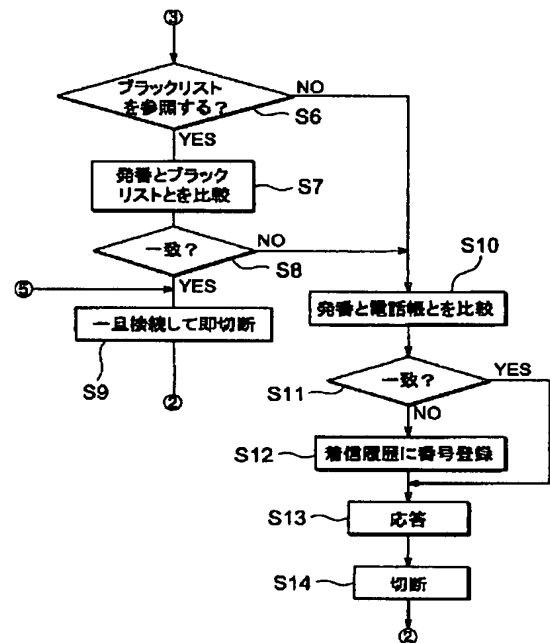 ③
ブラックリスト
を参照する?
NO
S6
YES
発番とブラック
リストとを比較
S7
一致?
NO
S8
YES
⑤
一旦接続して即切断
S9
②
S10
発番と電話帳とを比較
一致?
YES
S11
NO
S12
着信履歴に番号登録
S13
応答
S14
切断
②